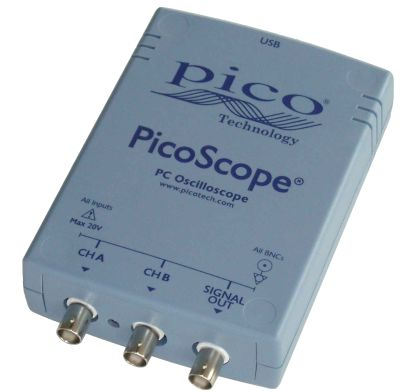 USB
pico®
Technology
PicoScope®
PC Oscilloscope
www.picotech.com
All Inputs
Max 20V
All BNCs
CH A
CH B
SIGNAL
OUT